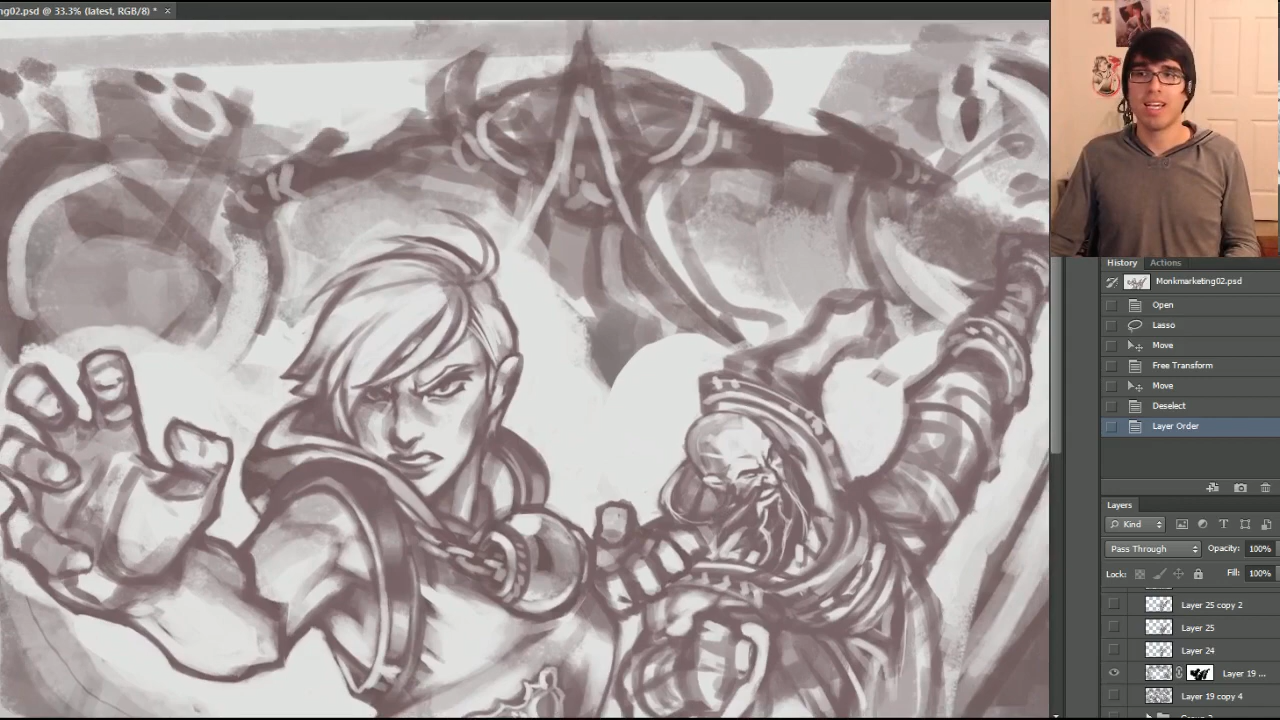 ng02.psd @ 33.3% (latest, RGB/8) * ×
History Actions
Monkmarketing02.psd
Open
Lasso
Move
Free Transform
Move
Deselect
Layer Order
Layers
Kind
Pass Through Opacity: 100%
Lock: Fill: 100%
Layer 25 copy 2
Layer 25
Layer 24
Layer 19 ...
Layer 19 copy 4